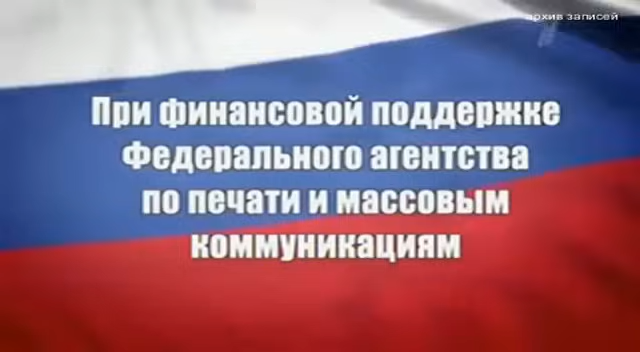 архив записей
При финансовой поддержке
Федерального агентства
по печати и массовым
коммуникациям